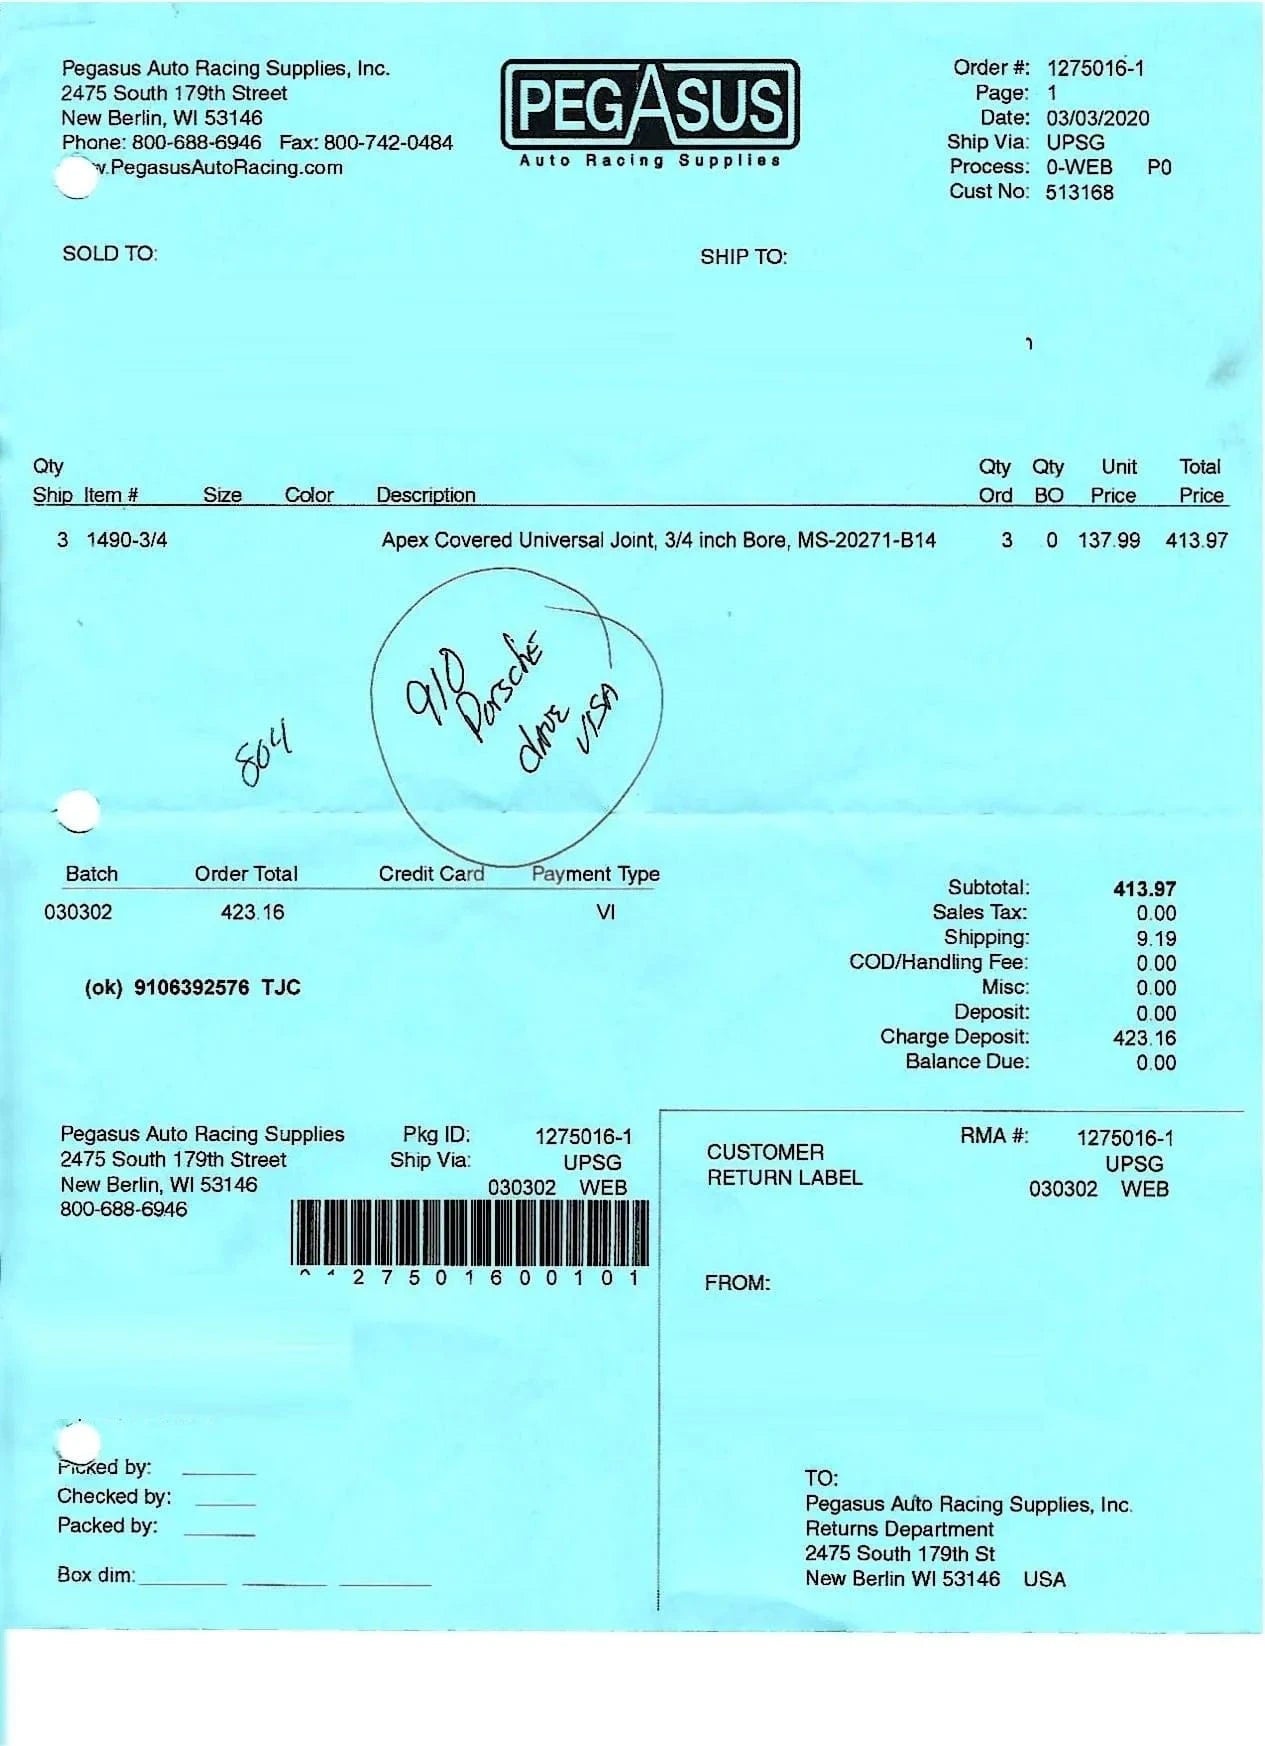 Pegasus Auto Racing Supplies, Inc.
2475 South 179th Street
New Berlin, WI 53146
Phone: 800-688-6946 Fax: 800-742-0484
.PegasusAutoRacing.com
PEGASUS
Auto Racing Supplies
Order #: 1275016-1
Page: 1
Date: 03/03/2020
Ship Via: UPSG
Process: 0-WEB P0
Cust No: 513168
SOLD TO:
SHIP TO:
Qty Ship Item # Size Color Description Qty Ord Qty BO Unit Price Total Price
3 1490-3/4 Apex Covered Universal Joint, 3/4 inch Bore, MS-20271-B14 3 0 137.99 413.97
910
Porsche
dave
VISA
804
Batch Order Total Credit Card Payment Type
030302 423.16 VI
(ok) 9106392576 TJC
Subtotal: 413.97
Sales Tax: 0.00
Shipping: 9.19
COD/Handling Fee: 0.00
Misc: 0.00
Deposit: 0.00
Charge Deposit: 423.16
Balance Due: 0.00
Pegasus Auto Racing Supplies
2475 South 179th Street
New Berlin, WI 53146
800-688-6946
Pkg ID: 1275016-1
Ship Via: UPSG
030302 WEB
27501600101
CUSTOMER
RETURN LABEL
RMA #: 1275016-1
UPSG
030302 WEB
FROM:
Picked by:
Checked by:
Packed by:
Box dim:
TO:
Pegasus Auto Racing Supplies, Inc.
Returns Department
2475 South 179th St
New Berlin WI 53146 USA